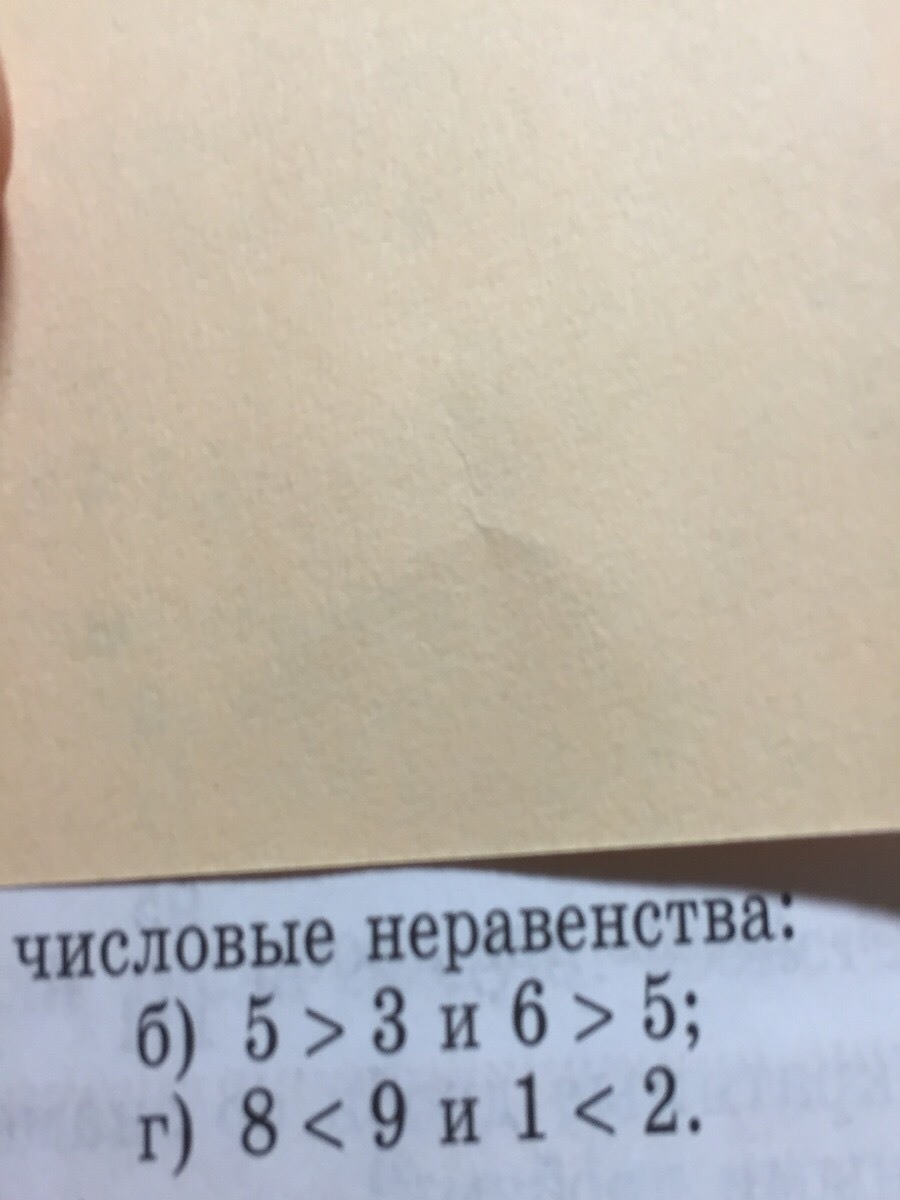 числовые неравенства:
б) 5 > 3 и 6 > 5;
г) 8 < 9 и 1 < 2.